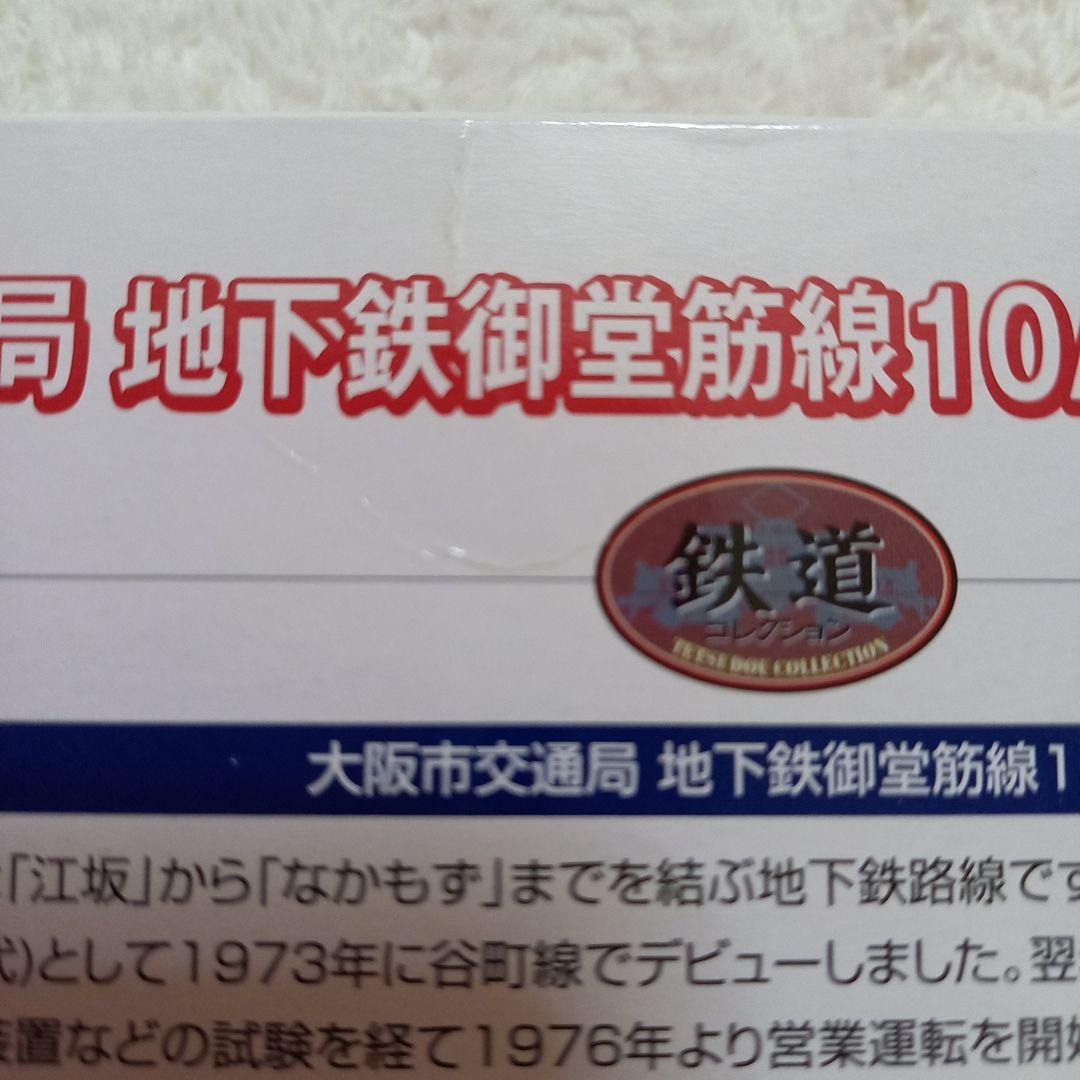 局 地下鉄御堂筋線10
鉄道
コレクション
TETSUDOU COLLECTION
大阪市交通局 地下鉄御堂筋線1
「江坂」から「なかもず」までを結ぶ地下鉄路線です
代)として1973年に谷町線でデビューしました。翌
装置などの試験を経て1976年より営業運転を開始